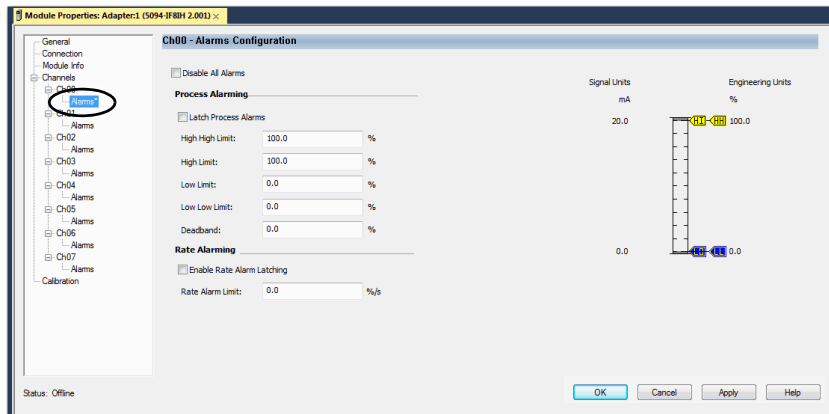 Module Properties: Adapter:1 (5094-IF8IH 2.001) ×
General
Connection
Module Info
Channels
Ch00
Alarms*
Ch01
Alarms
Ch02
Alarms
Ch03
Alarms
Ch04
Alarms
Ch05
Alarms
Ch06
Alarms
Ch07
Alarms
Calibration
Ch00 - Alarms Configuration
Disable All Alarms
Process Alarming
Latch Process Alarms
High High Limit: 100.0 %
High Limit: 100.0 %
Low Limit: 0.0 %
Low Low Limit: 0.0 %
Deadband: 0.0 %
Rate Alarming
Enable Rate Alarm Latching
Rate Alarm Limit: 0.0 %/s
Signal Units Engineering Units
mA %
20.0 HI HH 100.0
0.0 LO LL 0.0
Status: Offline
OK Cancel Apply Help